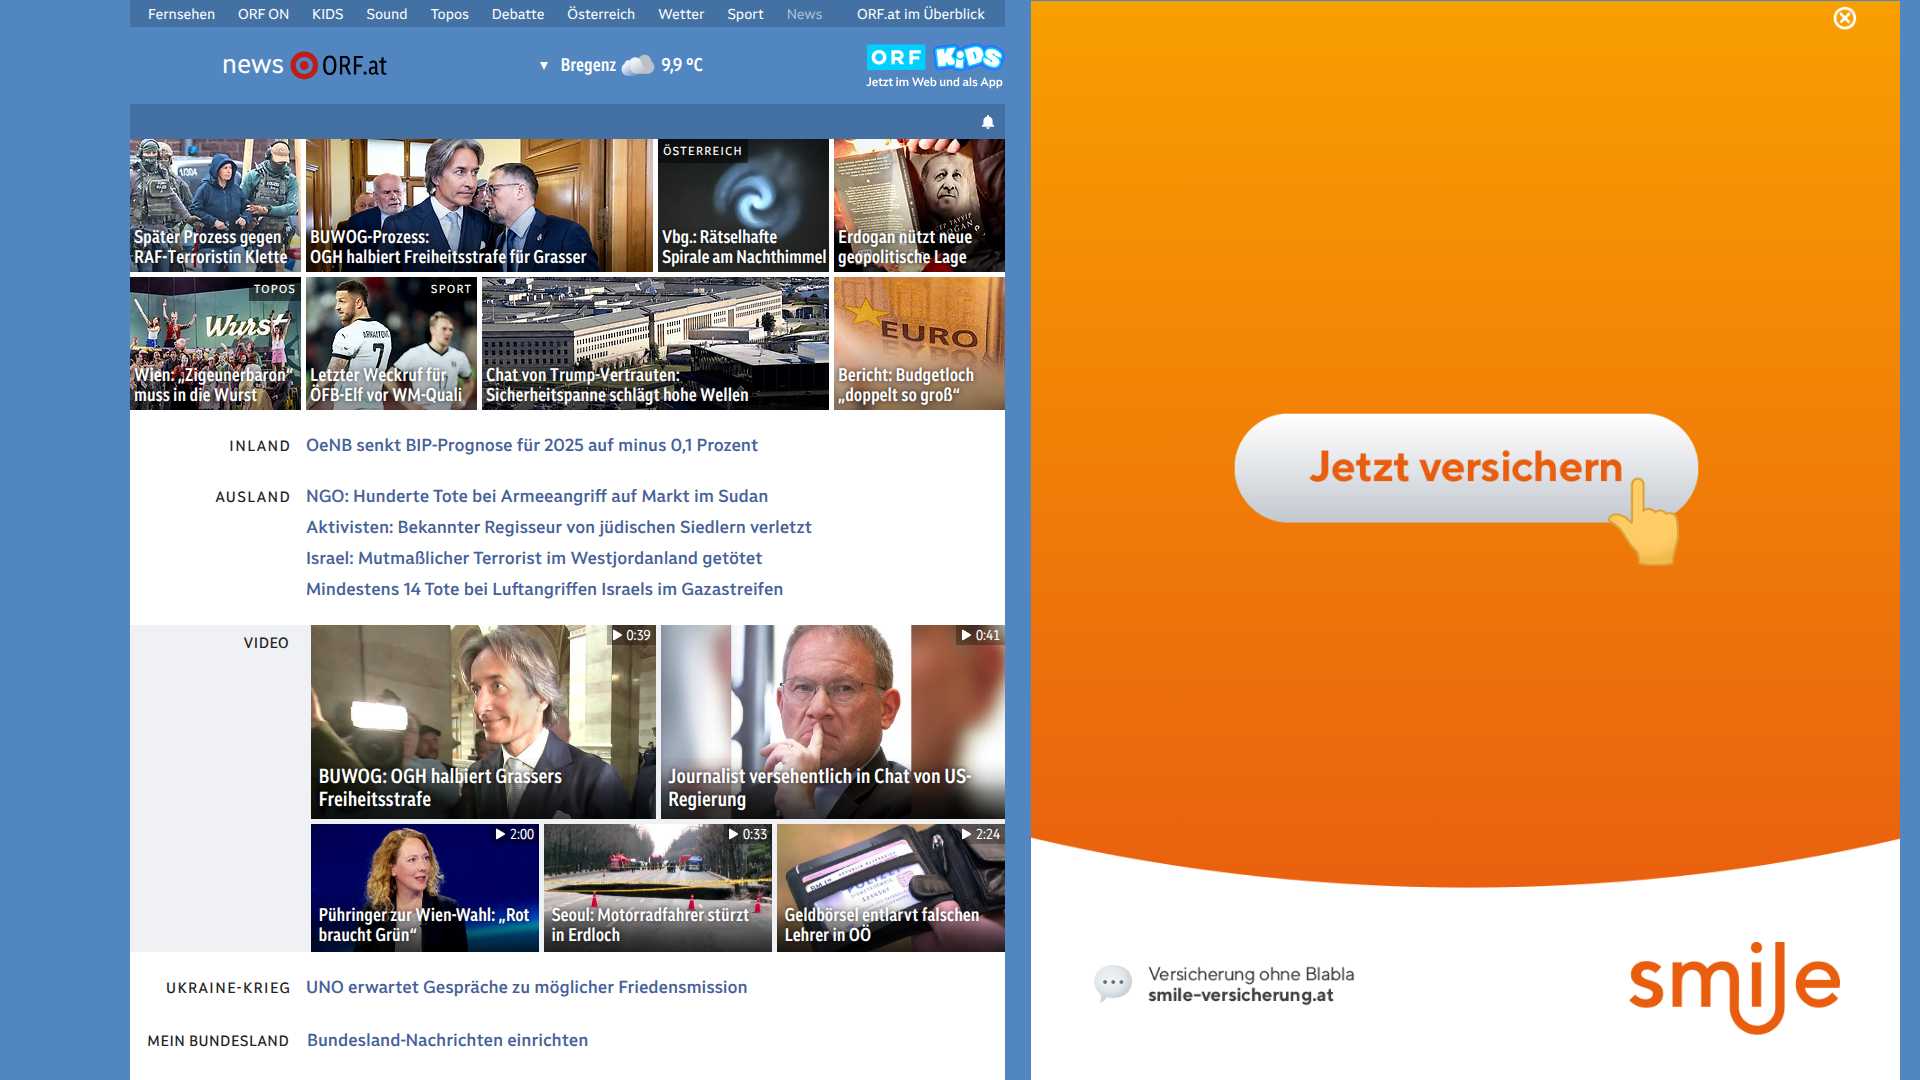 Fernsehen ORF ON KIDS Sound Topos Debatte Österreich Wetter Sport News ORF.at im Überblick
news ORF.at
Bregenz 9,9 °C
ORF KiDS
Jetzt im Web und als App
Später Prozess gegen
RAF-Terroristin Klette
BUWOG-Prozess:
OGH halbiert Freiheitsstrafe für Grasser
ÖSTERREICH
Vbg.: Rätselhafte
Spirale am Nachthimmel
Erdogan nützt neue
geopolitische Lage
TOPOS
Wurst
Wien: „Zigeunerbaron“
muss in die Wurst
SPORT
7
Letzter Weckruf für
ÖFB-Elf vor WM-Quali
Chat von Trump-Vertrauten:
Sicherheitspanne schlägt hohe Wellen
EURO
Bericht: Budgetloch
„doppelt so groß“
INLAND
OeNB senkt BIP-Prognose für 2025 auf minus 0,1 Prozent
AUSLAND
NGO: Hunderte Tote bei Armeeangriff auf Markt im Sudan
Aktivisten: Bekannter Regisseur von jüdischen Siedlern verletzt
Israel: Mutmaßlicher Terrorist im Westjordanland getötet
Mindestens 14 Tote bei Luftangriffen Israels im Gazastreifen
VIDEO
0:39
BUWOG: OGH halbiert Grassers
Freiheitsstrafe
0:41
Journalist versehentlich in Chat von US-
Regierung
2:00
Pühringer zur Wien-Wahl: „Rot
braucht Grün“
0:33
Seoul: Motorradfahrer stürzt
in Erdloch
2:24
POLIZEI
Geldbörsel entlarvt falschen
Lehrer in OÖ
UKRAINE-KRIEG
UNO erwartet Gespräche zu möglicher Friedensmission
MEIN BUNDESLAND
Bundesland-Nachrichten einrichten
Jetzt versichern
Versicherung ohne Blabla
smile-versicherung.at
smile